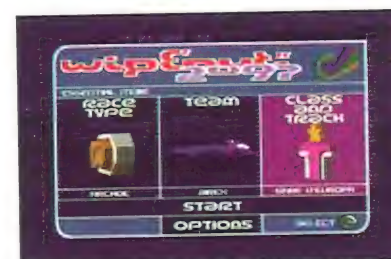 wipEout
2097
RACE
TYPE
TEAM
CLASS
AND
TRACK
ARCADE
START
OPTIONS
SELECT